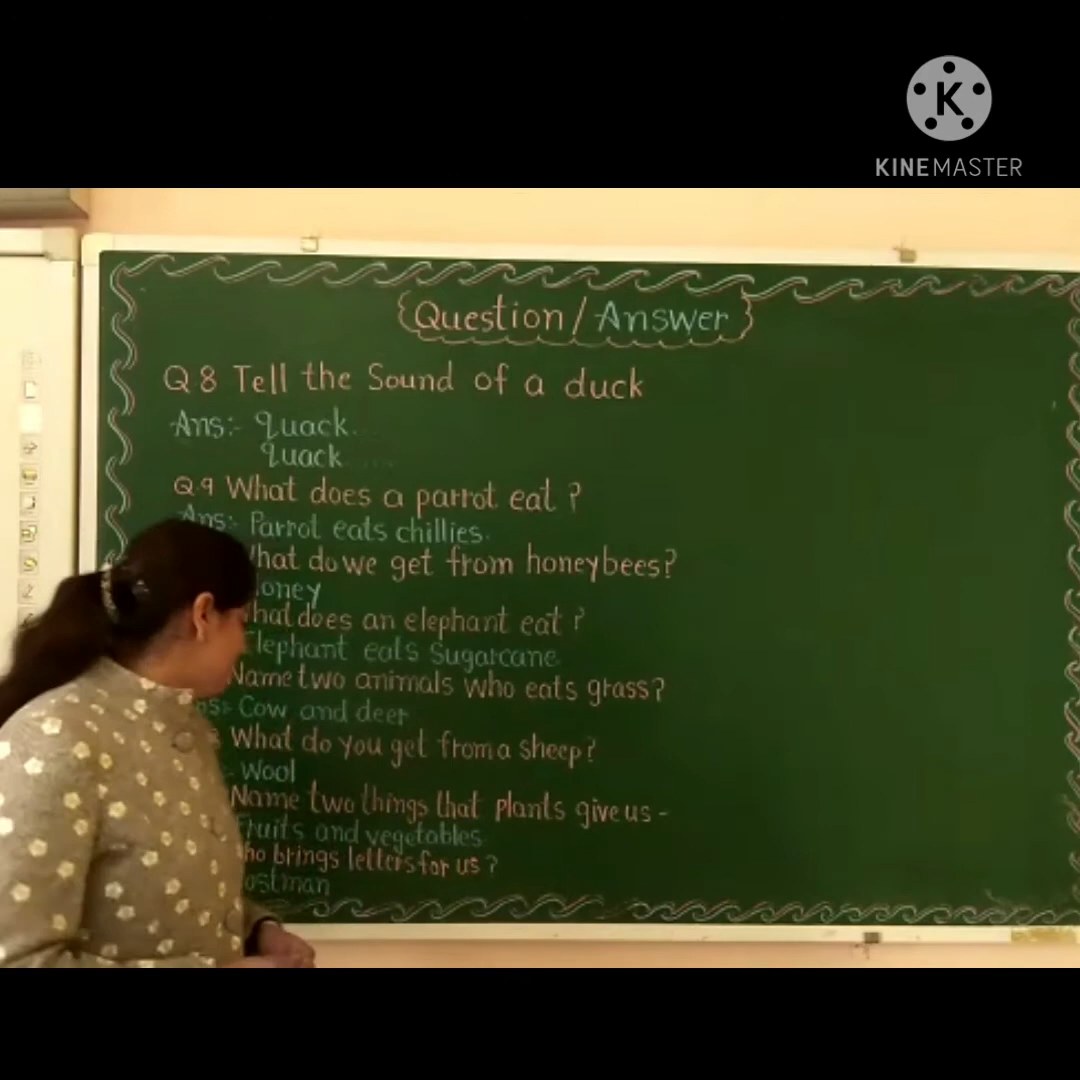 K
KINEMASTER
Question / Answer
Q 8 Tell the Sound of a duck
Ans:- quack....
quack.....
Q.9 What does a parrot eat ?
Ans:- Parrot eats chillies.
What do we get from honeybees?
oney
What does an elephant eat ?
Elephant eats Sugarcane
Name two animals who eats grass?
ns:- Cow and deer
What do you get from a sheep?
- Wool
Name two things that plants give us -
Fruits and vegetables
ho brings letters for us ?
ostman